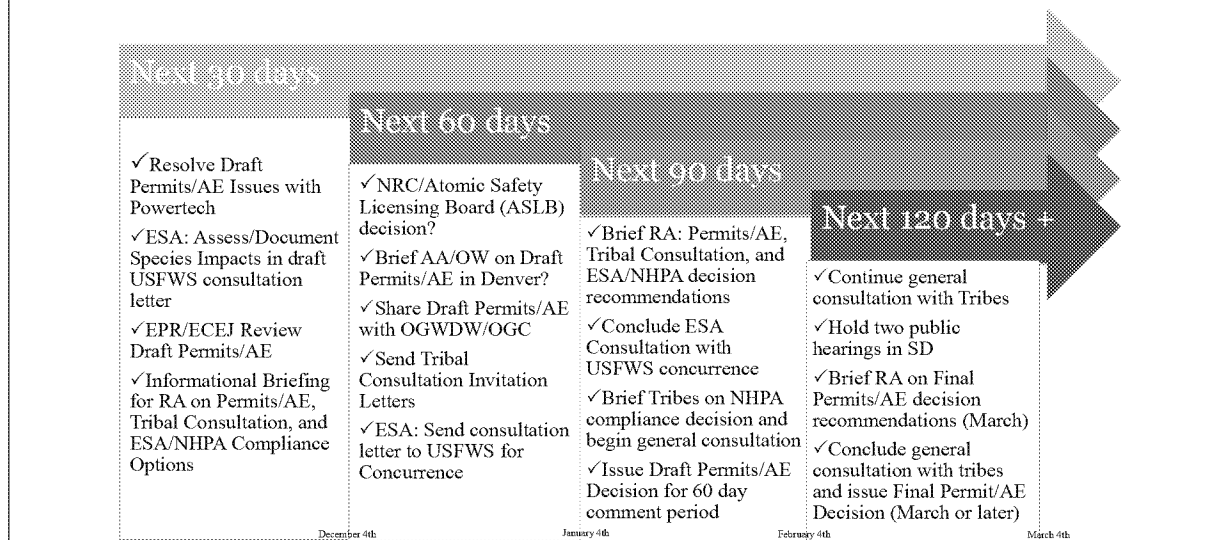 Next 30 days
✓Resolve Draft
Permits/AE Issues with
Powertech
✓ESA: Assess/Document
Species Impacts in draft
USFWS consultation
letter
✓EPR/ECEJ Review
Draft Permits/AE
✓Informational Briefing
for RA on Permits/AE,
Tribal Consultation, and
ESA/NHPA Compliance
Options
December 4th
Next 60 days
✓NRC/Atomic Safety
Licensing Board (ASLB)
decision?
✓Brief AA/OW on Draft
Permits/AE in Denver?
✓Share Draft Permits/AE
with OGWDW/OGC
✓Send Tribal
Consultation Invitation
Letters
✓ESA: Send consultation
letter to USFWS for
Concurrence
January 4th
Next 90 days
✓Brief RA: Permits/AE,
Tribal Consultation, and
ESA/NHPA decision
recommendations
✓Conclude ESA
Consultation with
USFWS concurrence
✓Brief Tribes on NHPA
compliance decision and
begin general consultation
✓Issue Draft Permits/AE
Decision for 60 day
comment period
February 4th
Next 120 days +
✓Continue general
consultation with Tribes
✓Hold two public
hearings in SD
✓Brief RA on Final
Permits/AE decision
recommendations (March)
✓Conclude general
consultation with tribes
and issue Final Permit/AE
Decision (March or later)
March 4th